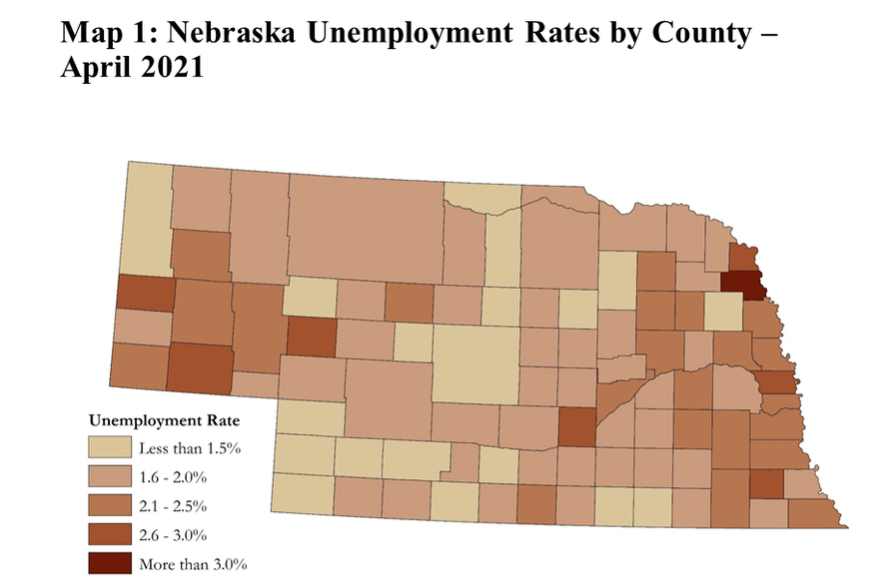 Map 1: Nebraska Unemployment Rates by County –
April 2021
Unemployment Rate
Less than 1.5%
1.6 - 2.0%
2.1 - 2.5%
2.6 - 3.0%
More than 3.0%